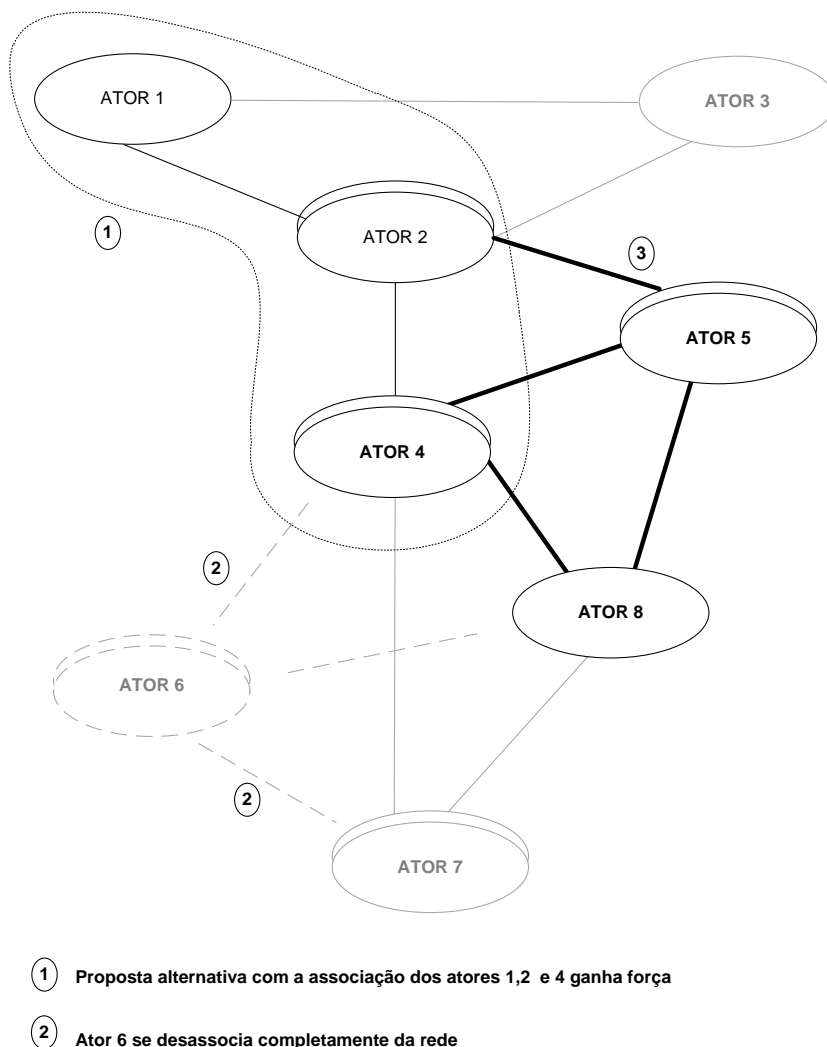 ATOR 1
ATOR 3
1
ATOR 2
3
ATOR 5
ATOR 4
2
ATOR 8
ATOR 6
2
ATOR 7
1 Proposta alternativa com a associação dos atores 1,2 e 4 ganha força
2 Ator 6 se desassocia completamente da rede